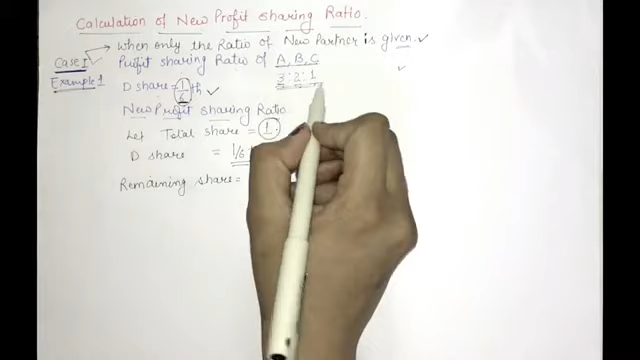 Calculation of New Profit sharing Ratio.
When only the Ratio of New Partner is given.
Case I
Profit sharing Ratio of A, B, C
Example 1
3:2:1
D share = 1/6 th
New Profit sharing Ratio
Let Total share = 1.
D share = 1/6
Remaining share =